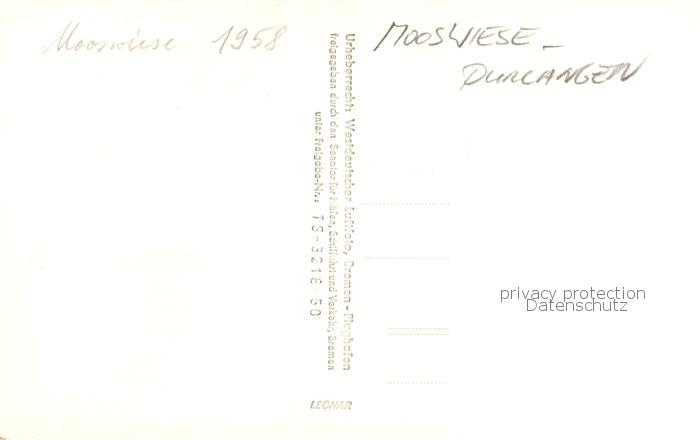 Mooswiese 1958
MOOSWIESE -
DURLANGEN
Urheberrecht: Westdeutscher Luftfoto, Bremen - Flughafen
freigegeben durch den Senator für Häfen, Schiffahrt und Verkehr, Bremen
unter Freigabe-Nr.: TS-3218-50
privacy protection
Datenschutz
LEONAR